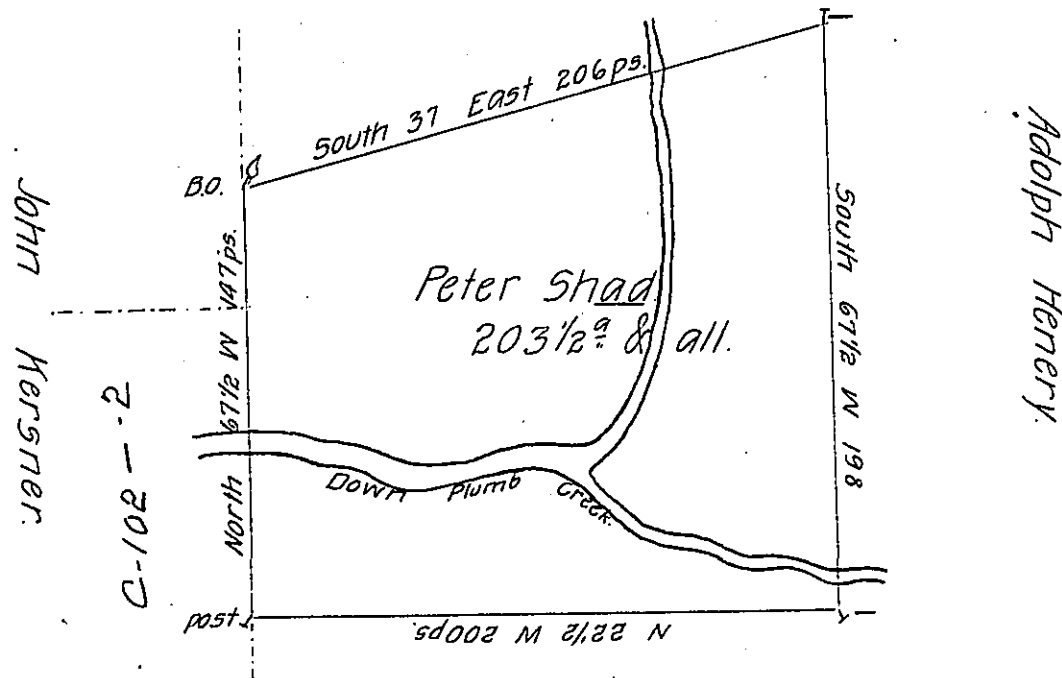 South 37 East 206ps.
B.O.
North 67½ W 147ps.
Peter Shad
203½ a & all.
South 67½ W 198
Adolph Henery.
John Kersner.
C-102-2
Down Plumb Creek.
post
N 22½ W 200ps.